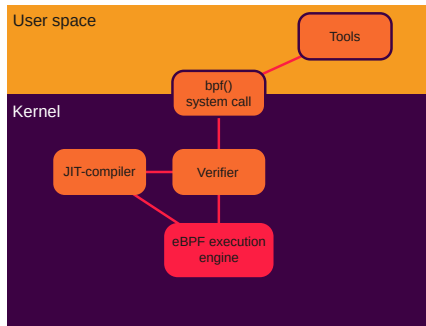 User space
Tools
bpf()
system call
Kernel
JIT-compiler
Verifier
eBPF execution
engine